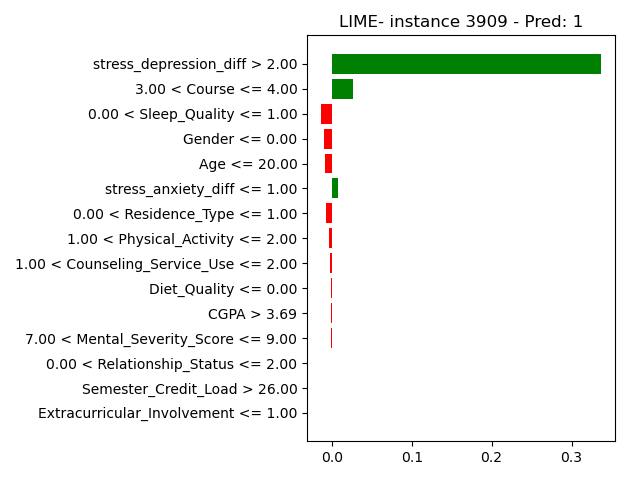 LIME- instance 3909 - Pred: 1
stress_depression_diff > 2.00
3.00 < Course <= 4.00
0.00 < Sleep_Quality <= 1.00
Gender <= 0.00
Age <= 20.00
stress_anxiety_diff <= 1.00
0.00 < Residence_Type <= 1.00
1.00 < Physical_Activity <= 2.00
1.00 < Counseling_Service_Use <= 2.00
Diet_Quality <= 0.00
CGPA > 3.69
7.00 < Mental_Severity_Score <= 9.00
0.00 < Relationship_Status <= 2.00
Semester_Credit_Load > 26.00
Extracurricular_Involvement <= 1.00
0.0 0.1 0.2 0.3